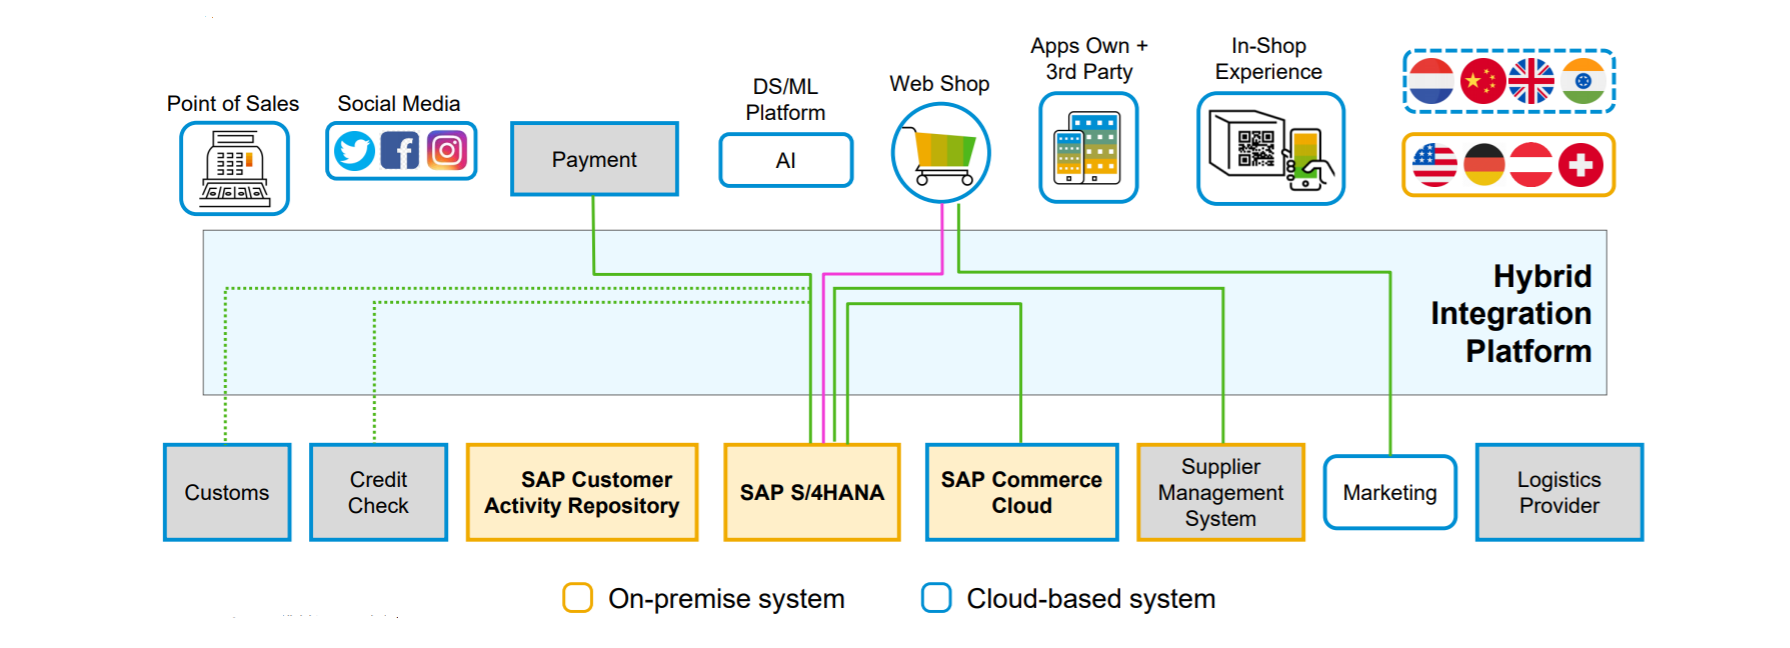 Point of Sales
Social Media
Payment
DS/ML
Platform
AI
Web Shop
Apps Own +
3rd Party
In-Shop
Experience
Hybrid
Integration
Platform
Customs
Credit
Check
SAP Customer
Activity Repository
SAP S/4HANA
SAP Commerce
Cloud
Supplier
Management
System
Marketing
Logistics
Provider
On-premise system
Cloud-based system